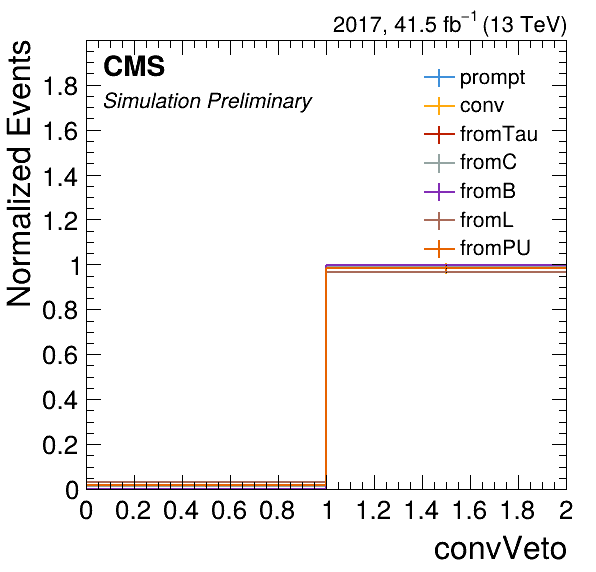 2017, 41.5 fb⁻¹ (13 TeV)
CMS
Simulation Preliminary
prompt
conv
fromTau
fromC
fromB
fromL
fromPU
Normalized Events
1.8
1.6
1.4
1.2
1
0.8
0.6
0.4
0.2
0
0 0.2 0.4 0.6 0.8 1 1.2 1.4 1.6 1.8 2
convVeto